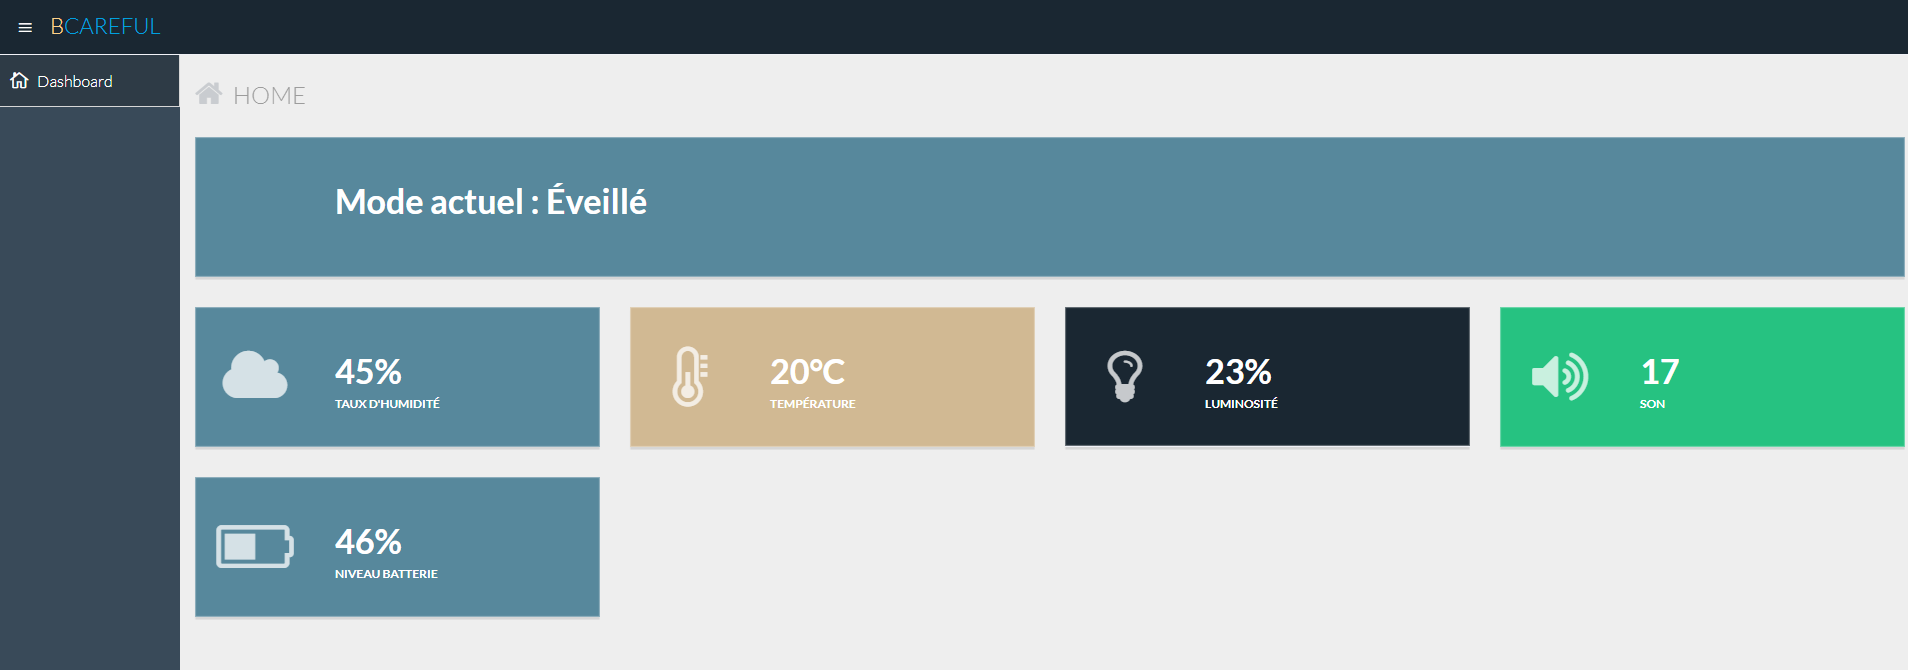 BCAREFUL
Dashboard
HOME
Mode actuel : Éveillé
45%
TAUX D'HUMIDITÉ
20°C
TEMPÉRATURE
23%
LUMINOSITÉ
17
SON
46%
NIVEAU BATTERIE